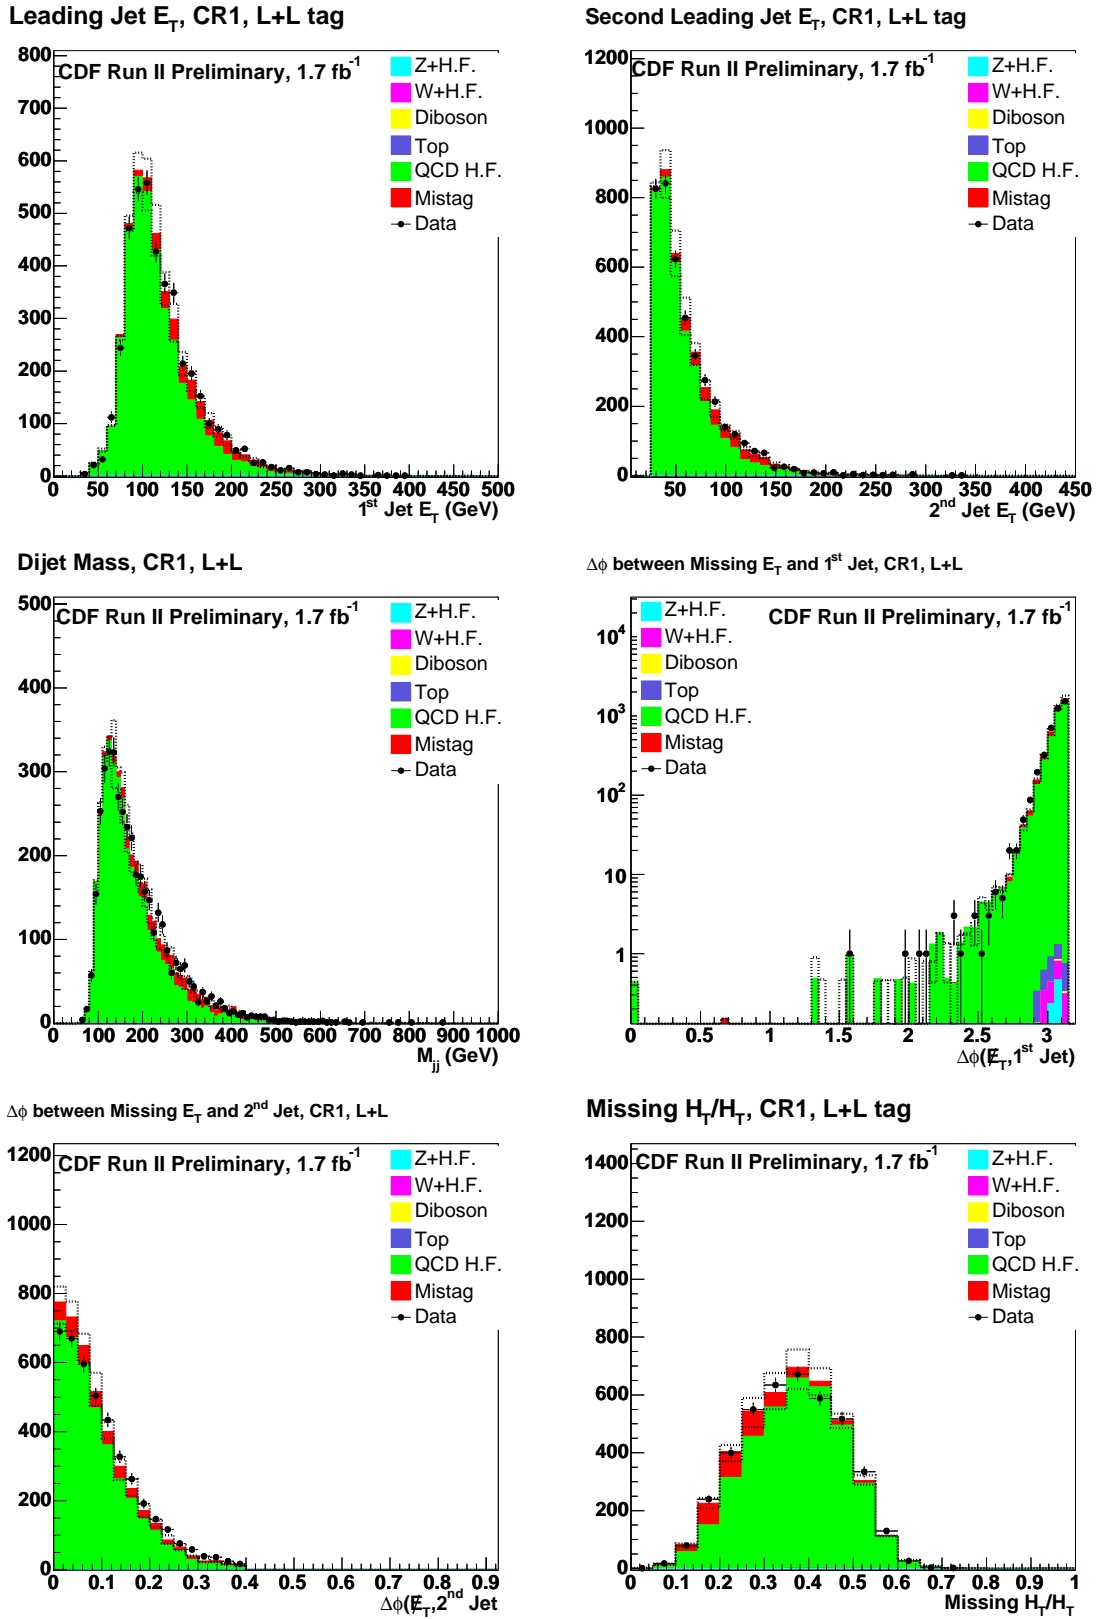 Leading Jet E_T, CR1, L+L tag
CDF Run II Preliminary, 1.7 fb^-1
Z+H.F.
W+H.F.
Diboson
Top
QCD H.F.
Mistag
Data
800
700
600
500
400
300
200
100
0
0 50 100 150 200 250 300 350 400 450 500
1^st Jet E_T (GeV)
Second Leading Jet E_T, CR1, L+L tag
CDF Run II Preliminary, 1.7 fb^-1
Z+H.F.
W+H.F.
Diboson
Top
QCD H.F.
Mistag
Data
1200
1000
800
600
400
200
0
50 100 150 200 250 300 350 400 450
2^nd Jet E_T (GeV)
Dijet Mass, CR1, L+L
CDF Run II Preliminary, 1.7 fb^-1
Z+H.F.
W+H.F.
Diboson
Top
QCD H.F.
Mistag
Data
500
400
300
200
100
0
0 100 200 300 400 500 600 700 800 900 1000
M_jj (GeV)
Δϕ between Missing E_T and 1^st Jet, CR1, L+L
CDF Run II Preliminary, 1.7 fb^-1
Z+H.F.
W+H.F.
Diboson
Top
QCD H.F.
Mistag
Data
10^4
10^3
10^2
10
1
0 0.5 1 1.5 2 2.5 3
Δϕ(E̸_T,1^st Jet)
Δϕ between Missing E_T and 2^nd Jet, CR1, L+L
CDF Run II Preliminary, 1.7 fb^-1
Z+H.F.
W+H.F.
Diboson
Top
QCD H.F.
Mistag
Data
1200
1000
800
600
400
200
0
0 0.1 0.2 0.3 0.4 0.5 0.6 0.7 0.8 0.9
Δϕ(E̸_T,2^nd Jet
Missing H_T/H_T, CR1, L+L tag
CDF Run II Preliminary, 1.7 fb^-1
Z+H.F.
W+H.F.
Diboson
Top
QCD H.F.
Mistag
Data
1400
1200
1000
800
600
400
200
0
0 0.1 0.2 0.3 0.4 0.5 0.6 0.7 0.8 0.9 1
Missing H_T/H_T